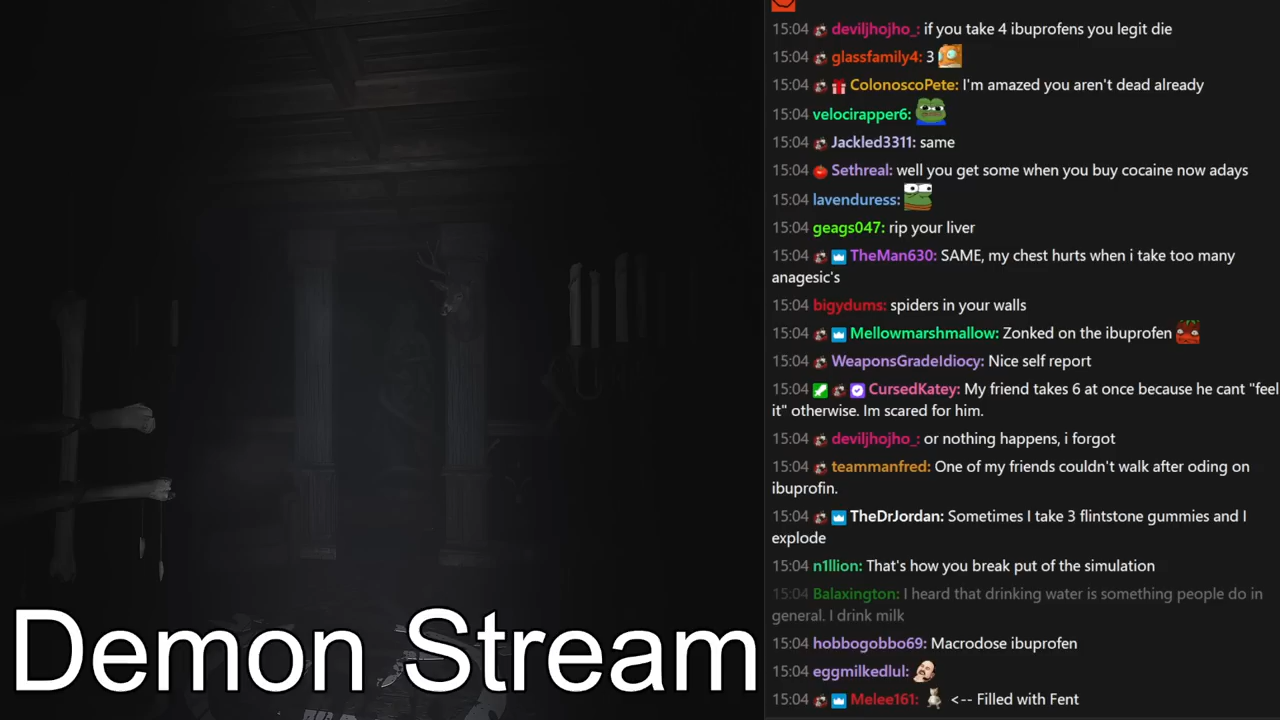 15:04 deviljhojho_: if you take 4 ibuprofens you legit die
15:04 glassfamily4: 3
15:04 ColonoscoPete: I'm amazed you aren't dead already
15:04 velocirapper6:
15:04 Jackled3311: same
15:04 Sethreal: well you get some when you buy cocaine now adays
15:04 lavenduress:
15:04 geags047: rip your liver
15:04 TheMan630: SAME, my chest hurts when i take too many
anagesic's
15:04 bigydums: spiders in your walls
15:04 Mellowmarshmallow: Zonked on the ibuprofen
15:04 WeaponsGradeIdiocy: Nice self report
15:04 CursedKatey: My friend takes 6 at once because he cant "feel
it" otherwise. Im scared for him.
15:04 deviljhojho_: or nothing happens, i forgot
15:04 teammanfred: One of my friends couldn't walk after oding on
ibuprofin.
15:04 TheDrJordan: Sometimes I take 3 flintstone gummies and I
explode
15:04 n1llion: That's how you break put of the simulation
15:04 Balaxington: I heard that drinking water is something people do in
general. I drink milk
15:04 hobbogobbo69: Macrodose ibuprofen
15:04 eggmilkedlul:
15:04 Melee161: <-- Filled with Fent
Demon Stream